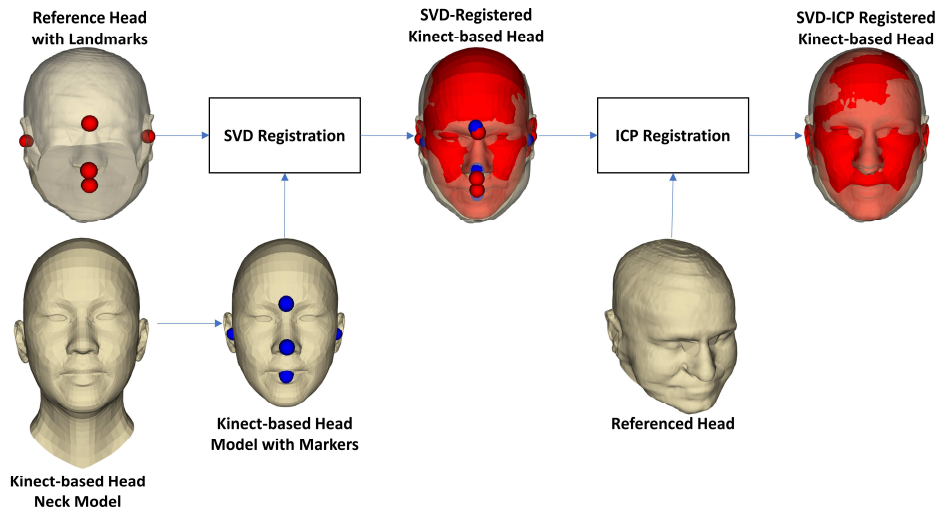 Reference Head
with Landmarks
SVD Registration
SVD-Registered
Kinect-based Head
ICP Registration
SVD-ICP Registered
Kinect-based Head
Kinect-based Head
Neck Model
Kinect-based Head
Model with Markers
Referenced Head